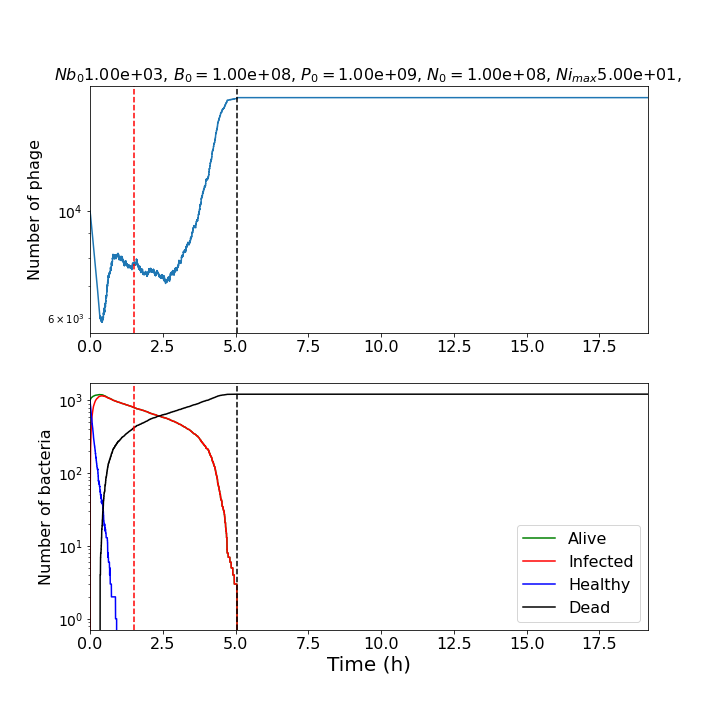 Nb₀1.00e+03, B₀ = 1.00e+08, P₀ = 1.00e+09, N₀ = 1.00e+08, Ni_max5.00e+01,
Number of phage
10⁴
6 × 10³
0.0 2.5 5.0 7.5 10.0 12.5 15.0 17.5
Number of bacteria
10³
10²
10¹
10⁰
Alive
Infected
Healthy
Dead
0.0 2.5 5.0 7.5 10.0 12.5 15.0 17.5
Time (h)